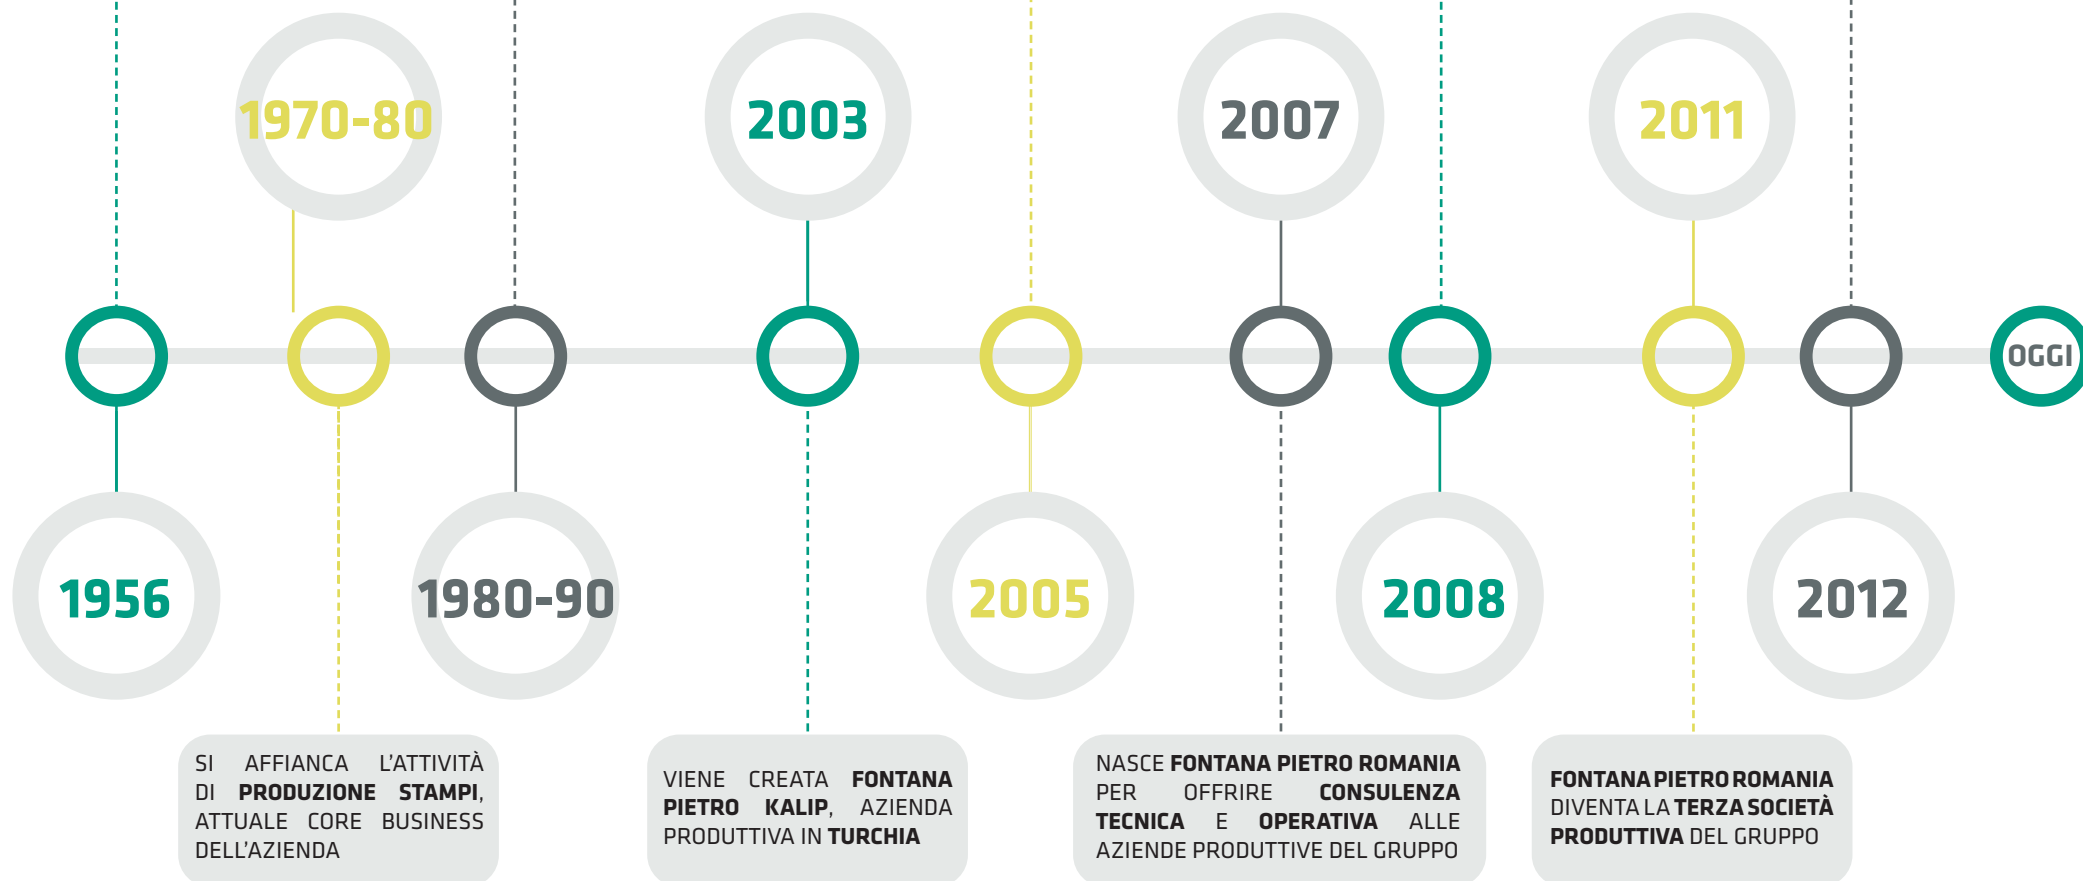 1970-80
2003
2007
2011
OGGI
1956
1980-90
2005
2008
2012
SI AFFIANCA L’ATTIVITÀ
DI PRODUZIONE STAMPI,
ATTUALE CORE BUSINESS
DELL’AZIENDA
VIENE CREATA FONTANA
PIETRO KALIP, AZIENDA
PRODUTTIVA IN TURCHIA
NASCE FONTANA PIETRO ROMANIA
PER OFFRIRE CONSULENZA
TECNICA E OPERATIVA ALLE
AZIENDE PRODUTTIVE DEL GRUPPO
FONTANA PIETRO ROMANIA
DIVENTA LA TERZA SOCIETÀ
PRODUTTIVA DEL GRUPPO